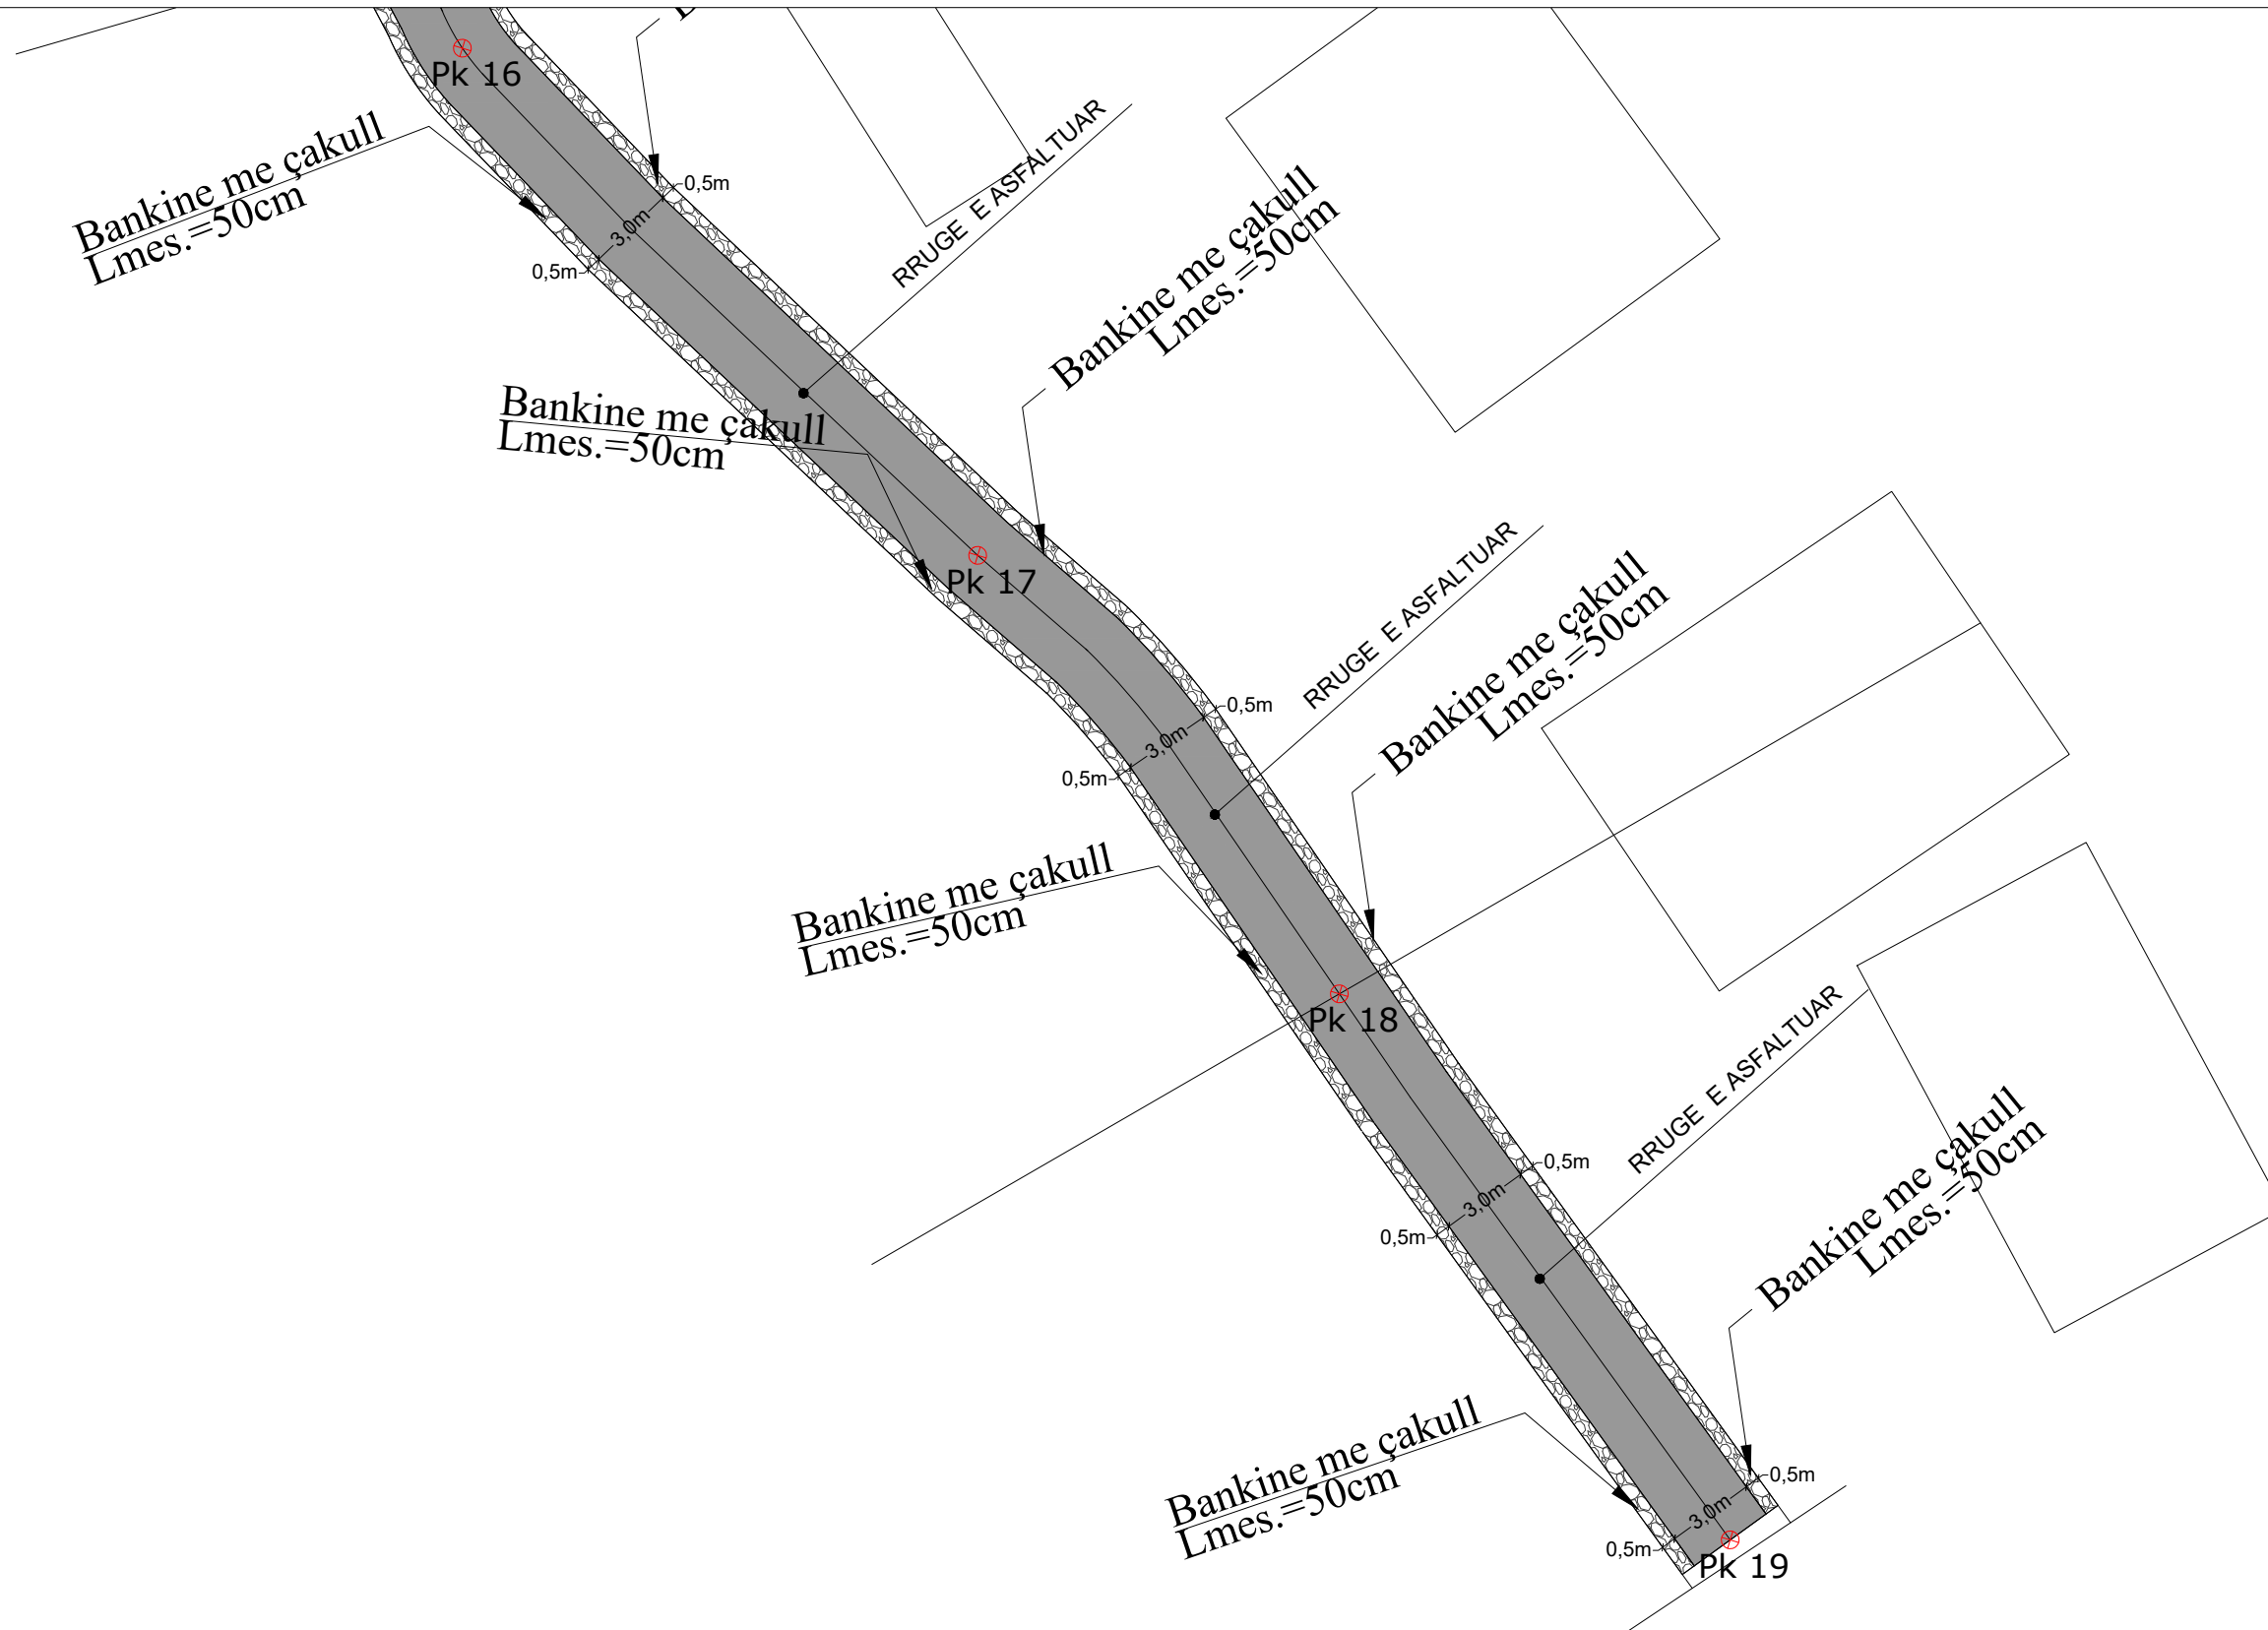 Pk 16
Bankine me çakull
Lmes.=50cm
0,5m
3,0m
0,5m
RRUGE E ASFALTUAR
Bankine me çakull
Lmes.=50cm
Bankine me çakull
Lmes.=50cm
Pk 17
RRUGE E ASFALTUAR
Bankine me çakull
Lmes.=50cm
0,5m
3,0m
0,5m
Bankine me çakull
Lmes.=50cm
Pk 18
RRUGE E ASFALTUAR
Bankine me çakull
Lmes.=50cm
0,5m
3,0m
0,5m
Bankine me çakull
Lmes.=50cm
0,5m
3,0m
0,5m
Pk 19